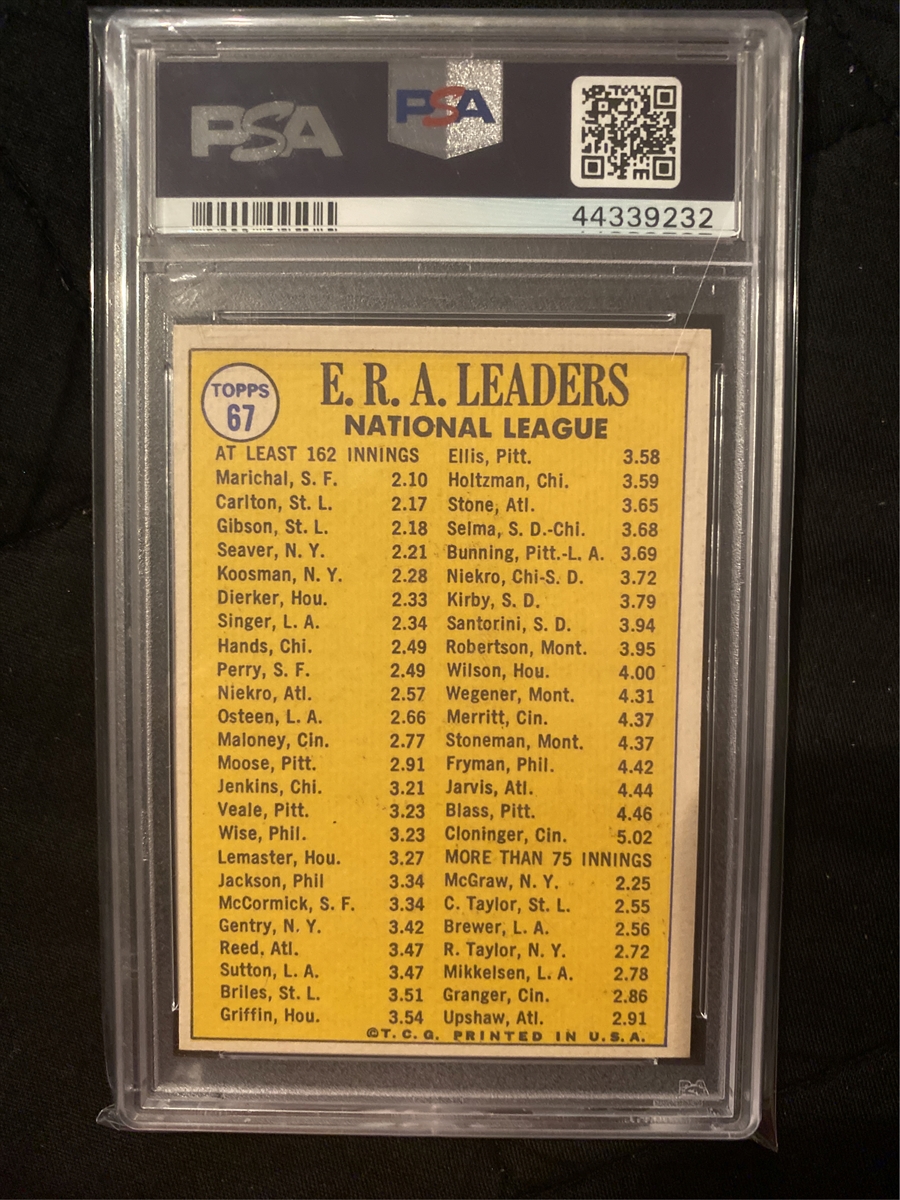 PSA
PSA
44339232
TOPPS
67
E. R. A. LEADERS
NATIONAL LEAGUE
AT LEAST 162 INNINGS
Marichal, S. F. 2.10
Carlton, St. L. 2.17
Gibson, St. L. 2.18
Seaver, N. Y. 2.21
Koosman, N. Y. 2.28
Dierker, Hou. 2.33
Singer, L. A. 2.34
Hands, Chi. 2.49
Perry, S. F. 2.49
Niekro, Atl. 2.57
Osteen, L. A. 2.66
Maloney, Cin. 2.77
Moose, Pitt. 2.91
Jenkins, Chi. 3.21
Veale, Pitt. 3.23
Wise, Phil. 3.23
Lemaster, Hou. 3.27
Jackson, Phil 3.34
McCormick, S. F. 3.34
Gentry, N. Y. 3.42
Reed, Atl. 3.47
Sutton, L. A. 3.47
Briles, St. L. 3.51
Griffin, Hou. 3.54
Ellis, Pitt. 3.58
Holtzman, Chi. 3.59
Stone, Atl. 3.65
Selma, S. D.-Chi. 3.68
Bunning, Pitt.-L. A. 3.69
Niekro, Chi-S. D. 3.72
Kirby, S. D. 3.79
Santorini, S. D. 3.94
Robertson, Mont. 3.95
Wilson, Hou. 4.00
Wegener, Mont. 4.31
Merritt, Cin. 4.37
Stoneman, Mont. 4.37
Fryman, Phil. 4.42
Jarvis, Atl. 4.44
Blass, Pitt. 4.46
Cloninger, Cin. 5.02
MORE THAN 75 INNINGS
McGraw, N. Y. 2.25
C. Taylor, St. L. 2.55
Brewer, L. A. 2.56
R. Taylor, N. Y. 2.72
Mikkelsen, L. A. 2.78
Granger, Cin. 2.86
Upshaw, Atl. 2.91
©T. C. G. PRINTED IN U. S. A.